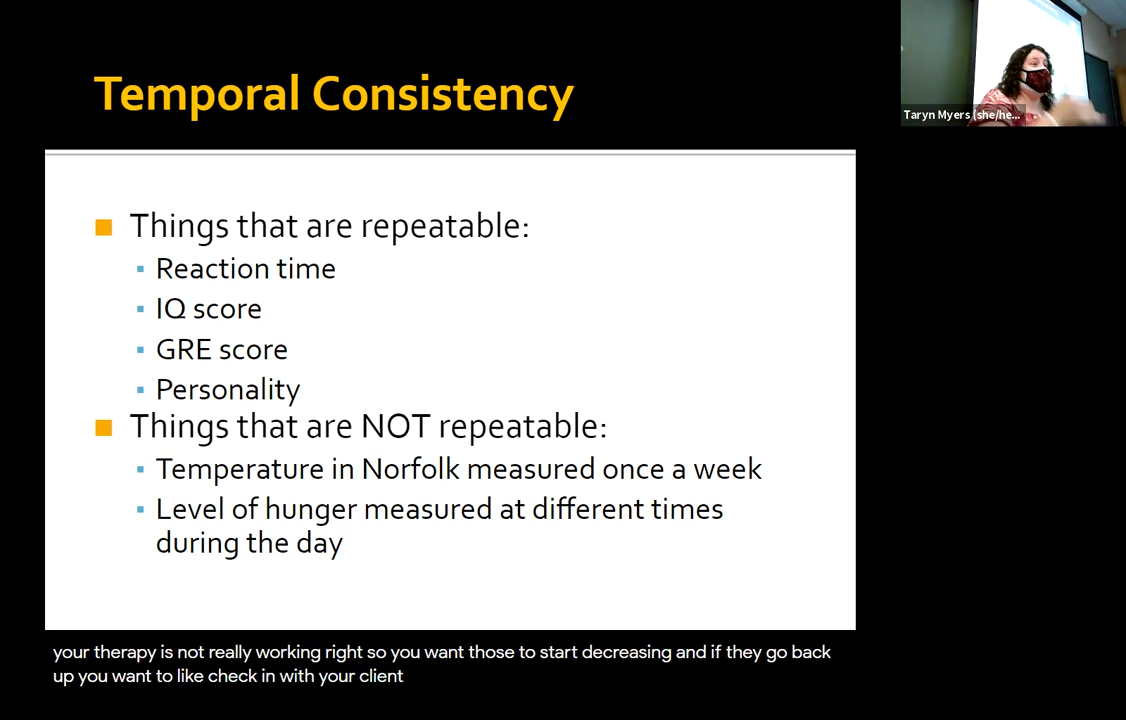 Temporal Consistency
Taryn Myers (she/he...
Things that are repeatable:
Reaction time
IQ score
GRE score
Personality
Things that are NOT repeatable:
Temperature in Norfolk measured once a week
Level of hunger measured at different times
during the day
your therapy is not really working right so you want those to start decreasing and if they go back
up you want to like check in with your client